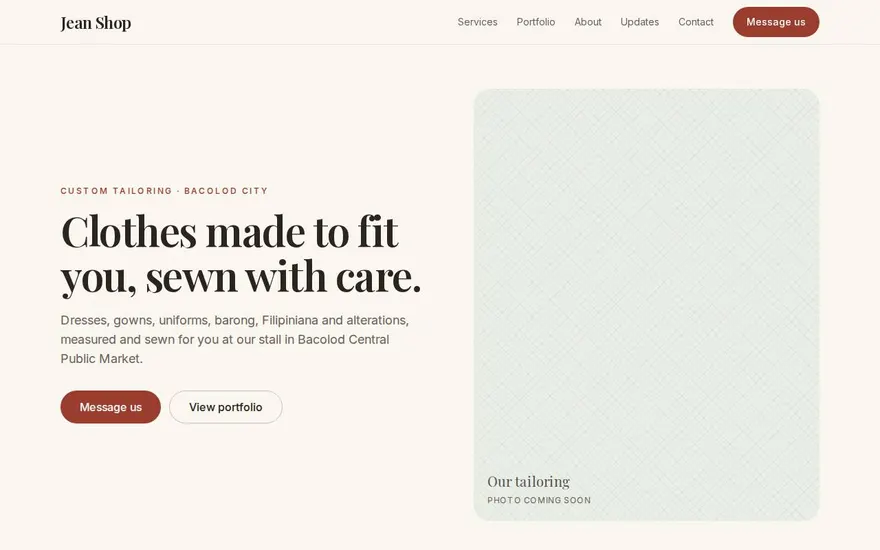 Jean Shop
Services
Portfolio
About
Updates
Contact
Message us
CUSTOM TAILORING · BACOLOD CITY
Clothes made to fit
you, sewn with care.
Dresses, gowns, uniforms, barong, Filipiniana and alterations,
measured and sewn for you at our stall in Bacolod Central
Public Market.
Message us
View portfolio
Our tailoring
PHOTO COMING SOON